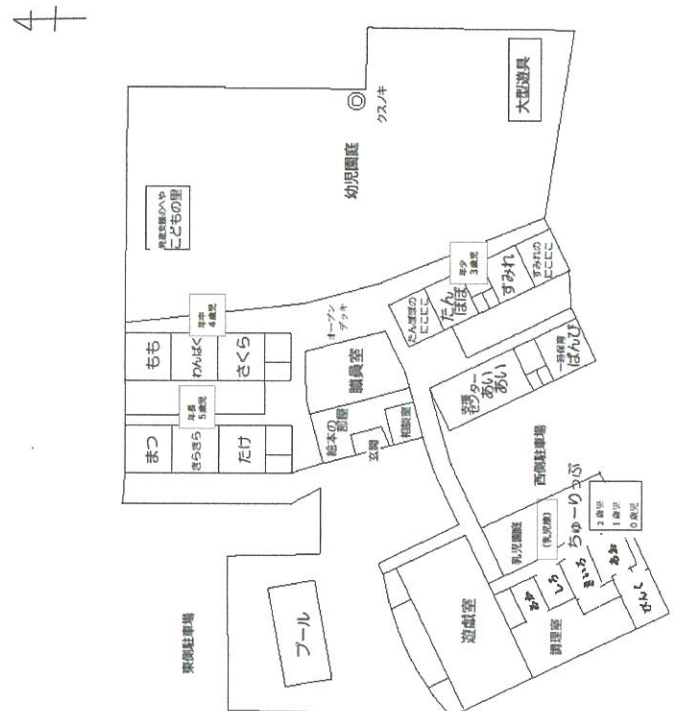 大型遊具
クスノキ
幼児園庭
発達支援のへや
こどもの里
年中
4歳児
もも
わんぱく
さくら
年長
5歳児
まつ
きらきら
たけ
オープン
デッキ
職員室
絵本の
部屋
玄関
相談室
年少
3歳児
たんぽぽの
にこにこ
たん
ぽぽ
すみれ
すみれの
にこにこ
支援
センター
あい
あい
一時保育
ばんび
西側駐車場
東側駐車場
プール
遊戯室
乳児園庭
(乳児棟)
ちゅーりっぷ
2歳児
1歳児
0歳児
しろ
きいろ
あお
ぴんく
調理室